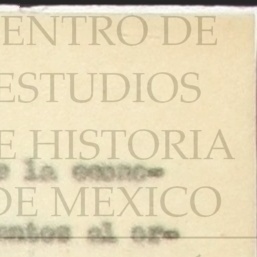 ENTRO DE
ESTUDIOS
E HISTORIA
s la econo-
DE MEXICO
entos al or-